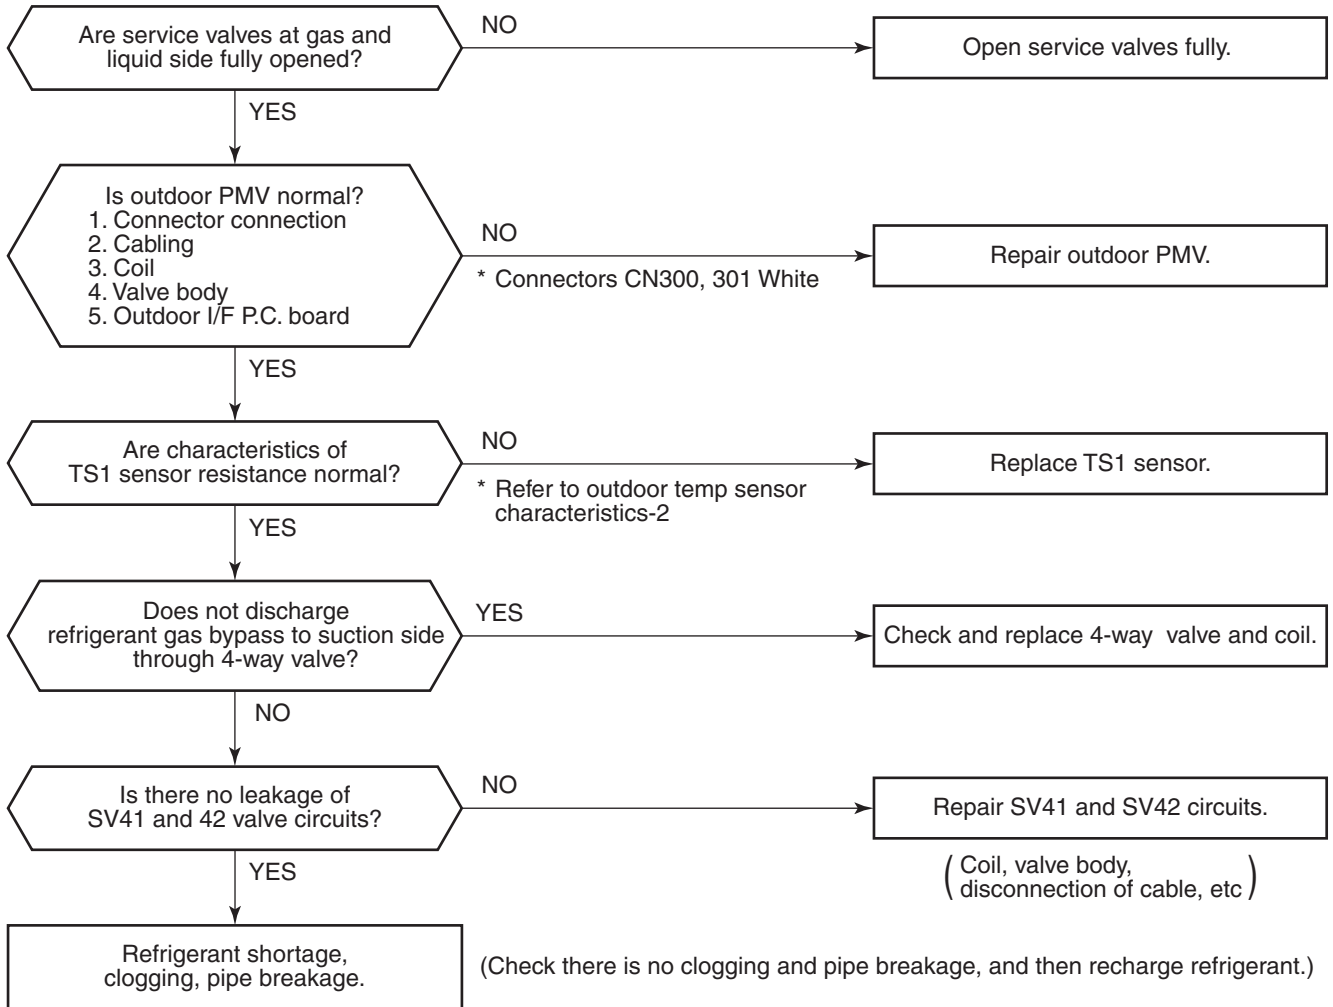 Are service valves at gas and
liquid side fully opened?
NO
Open service valves fully.
YES
Is outdoor PMV normal?
1. Connector connection
2. Cabling
3. Coil
4. Valve body
5. Outdoor I/F P.C. board
NO
* Connectors CN300, 301 White
Repair outdoor PMV.
YES
Are characteristics of
TS1 sensor resistance normal?
NO
* Refer to outdoor temp sensor
characteristics-2
Replace TS1 sensor.
YES
Does not discharge
refrigerant gas bypass to suction side
through 4-way valve?
YES
Check and replace 4-way valve and coil.
NO
Is there no leakage of
SV41 and 42 valve circuits?
NO
Repair SV41 and SV42 circuits.
(Coil, valve body,
disconnection of cable, etc)
YES
Refrigerant shortage,
clogging, pipe breakage.
(Check there is no clogging and pipe breakage, and then recharge refrigerant.)